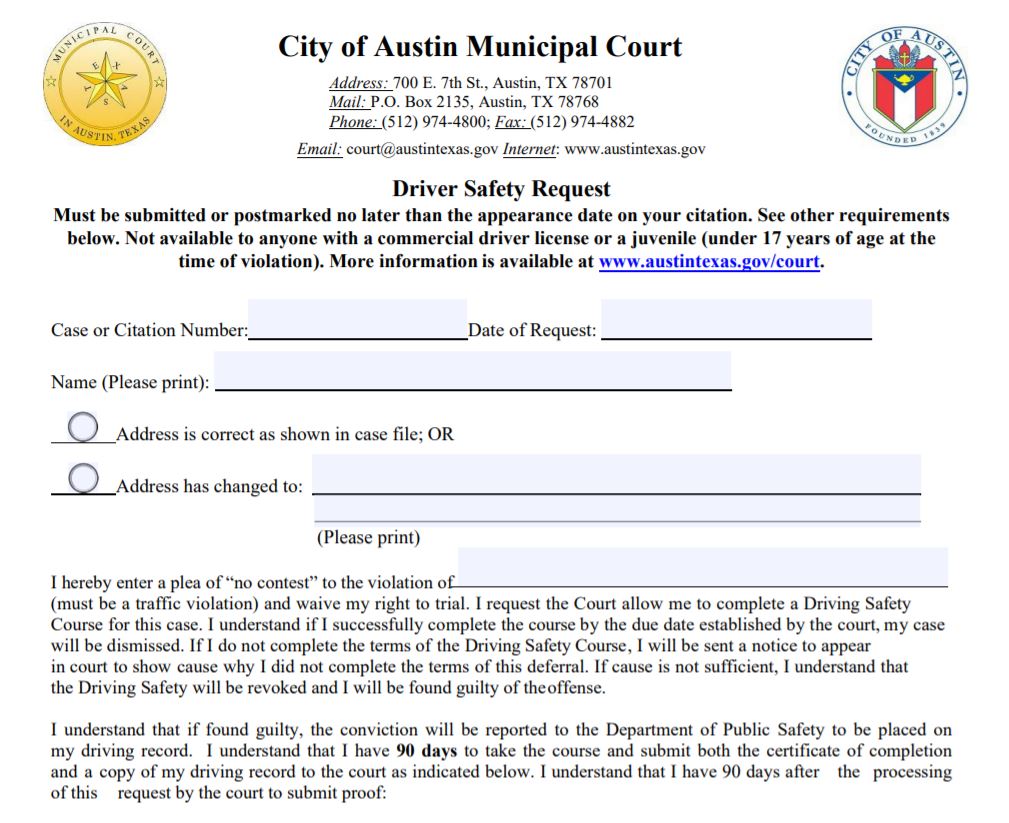 MUNICIPAL COURT
TEXAS
IN AUSTIN, TEXAS
City of Austin Municipal Court
Address: 700 E. 7th St., Austin, TX 78701
Mail: P.O. Box 2135, Austin, TX 78768
Phone: (512) 974-4800; Fax: (512) 974-4882
Email: court@austintexas.gov Internet: www.austintexas.gov
CITY OF AUSTIN
FOUNDED 1839
Driver Safety Request
Must be submitted or postmarked no later than the appearance date on your citation. See other requirements
below. Not available to anyone with a commercial driver license or a juvenile (under 17 years of age at the
time of violation). More information is available at www.austintexas.gov/court.
Case or Citation Number: Date of Request:
Name (Please print):
Address is correct as shown in case file; OR
Address has changed to:
(Please print)
I hereby enter a plea of “no contest” to the violation of
(must be a traffic violation) and waive my right to trial. I request the Court allow me to complete a Driving Safety
Course for this case. I understand if I successfully complete the course by the due date established by the court, my case
will be dismissed. If I do not complete the terms of the Driving Safety Course, I will be sent a notice to appear
in court to show cause why I did not complete the terms of this deferral. If cause is not sufficient, I understand that
the Driving Safety will be revoked and I will be found guilty of the offense.
I understand that if found guilty, the conviction will be reported to the Department of Public Safety to be placed on
my driving record. I understand that I have 90 days to take the course and submit both the certificate of completion
and a copy of my driving record to the court as indicated below. I understand that I have 90 days after the processing
of this request by the court to submit proof: